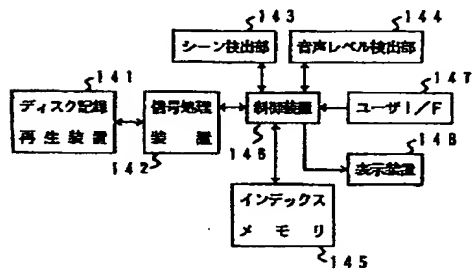 143
シーン検出部
144
音声レベル検出部
141
ディスク記録
再生装置
信号処理
装置
142
制御装置
146
147
ユーザI/F
148
表示装置
インデックス
メモリ
145